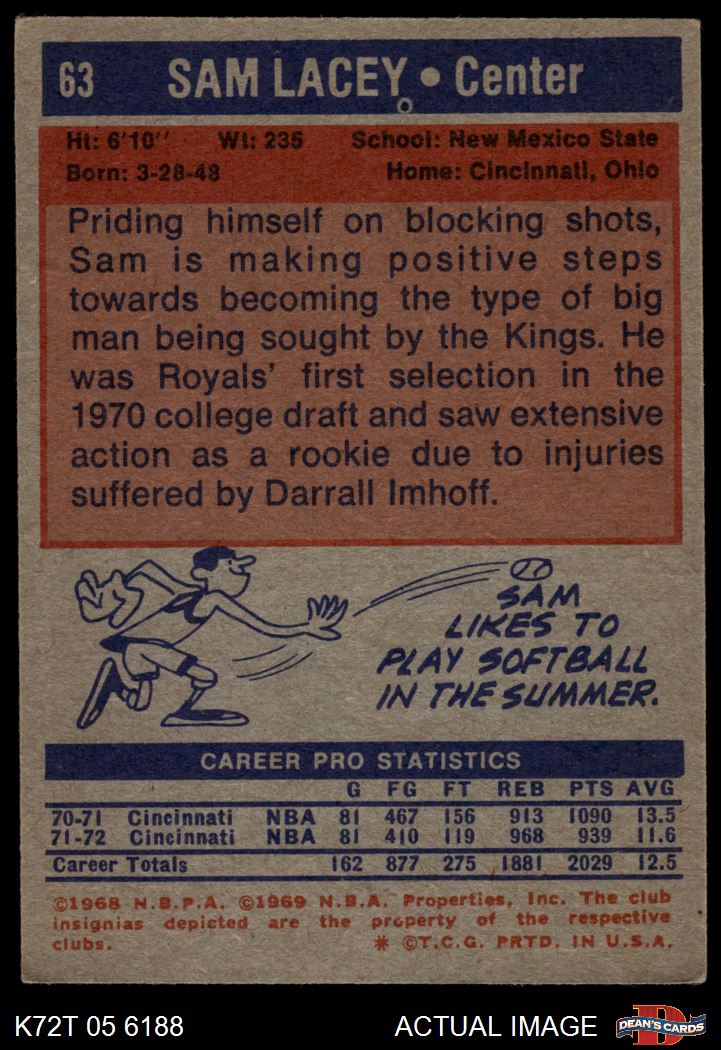 63 SAM LACEY • Center
Ht: 6'10'' Wt: 235 School: New Mexico State
Born: 3-28-48 Home: Cincinnati, Ohio
Priding himself on blocking shots,
Sam is making positive steps
towards becoming the type of big
man being sought by the Kings. He
was Royals' first selection in the
1970 college draft and saw extensive
action as a rookie due to injuries
suffered by Darrall Imhoff.
SAM
LIKES TO
PLAY SOFTBALL
IN THE SUMMER.
CAREER PRO STATISTICS
G FG FT REB PTS AVG
70-71 Cincinnati NBA 81 467 156 913 1090 13.5
71-72 Cincinnati NBA 81 410 119 968 939 11.6
Career Totals 162 877 275 1881 2029 12.5
©1968 N.B.P.A. ©1969 N.B.A. Properties, Inc. The club
insignias depicted are the property of the respective
clubs. * ©T.C.G. PRTD. IN U.S.A.
K72T 05 6188 ACTUAL IMAGE D DEAN'S CARDS